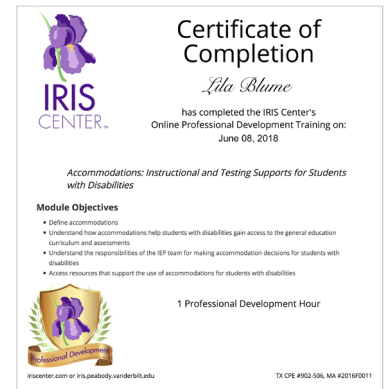 Certificate of
Completion
IRIS
CENTER™
Lila Blume
has completed the IRIS Center's
Online Professional Development Training on:
June 08, 2018
Accommodations: Instructional and Testing Supports for Students
with Disabilities
Module Objectives
• Define accommodations
• Understand how accommodations help students with disabilities gain access to the general education
curriculum and assessments
• Understand the responsibilities of the IEP team for making accommodation decisions for students with
disabilities
• Access resources that support the use of accommodations for students with disabilities
1 Professional Development Hour
Professional Development
iriscenter.com or iris.peabody.vanderbilt.edu
TX CPE #902-506, MA #2016F0011